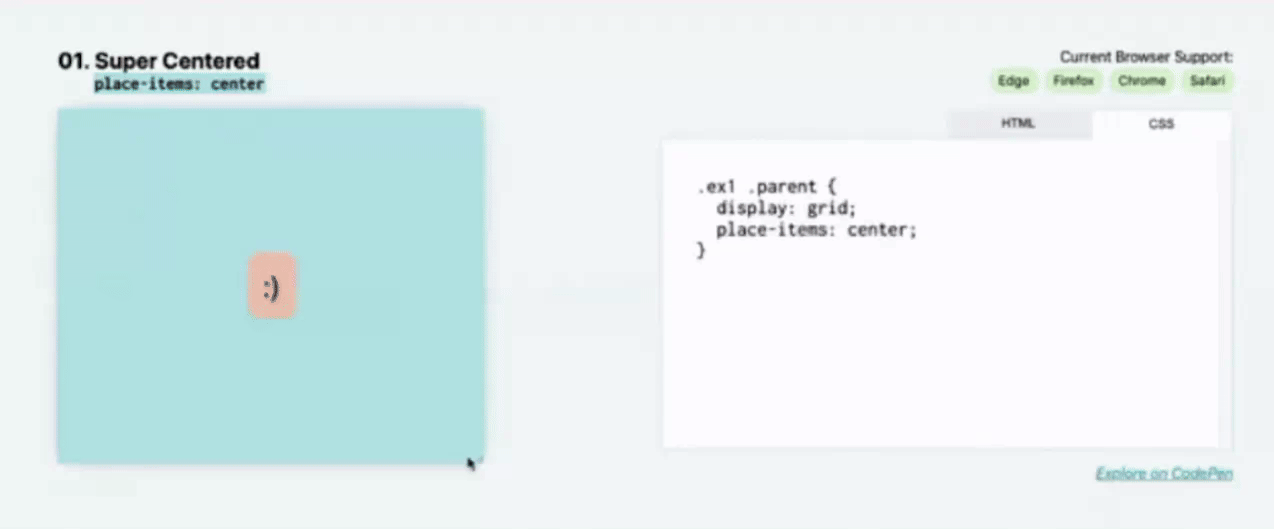 01. Super Centered
place-items: center
:)
Current Browser Support:
Edge Firefox Chrome Safari
HTML CSS
.ex1 .parent {
  display: grid;
  place-items: center;
}
Explore on CodePen